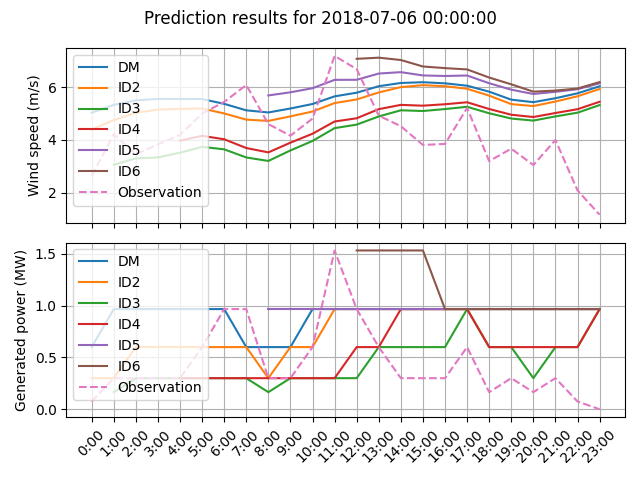 Prediction results for 2018-07-06 00:00:00
Wind speed (m/s)
6
4
2
DM
ID2
ID3
ID4
ID5
ID6
Observation
Generated power (MW)
1.5
1.0
0.5
0.0
DM
ID2
ID3
ID4
ID5
ID6
Observation
0:00 1:00 2:00 3:00 4:00 5:00 6:00 7:00 8:00 9:00 10:00 11:00 12:00 13:00 14:00 15:00 16:00 17:00 18:00 19:00 20:00 21:00 22:00 23:00